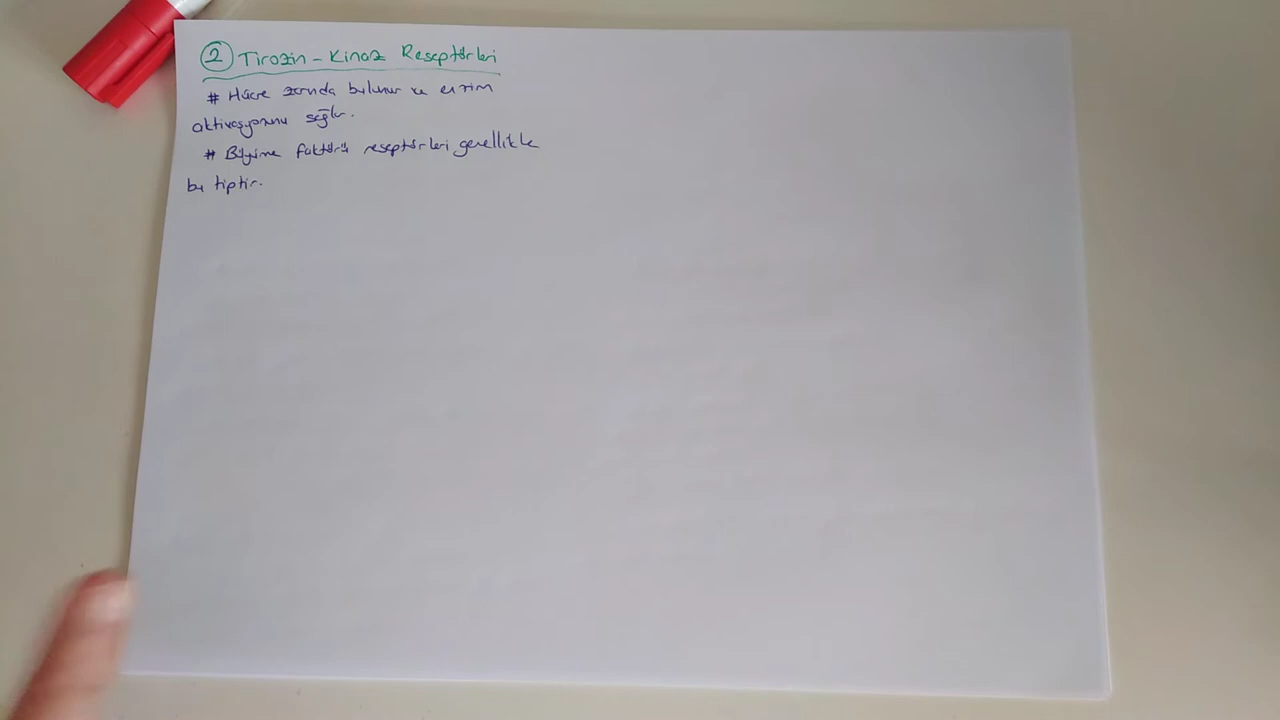 ② Tirozin - Kinaz Reseptörleri
# Hücre zarında bulunur ve enzim
aktivasyonunu sağlar.
# Büyüme faktörü reseptörleri genellikle
bu tiptir.